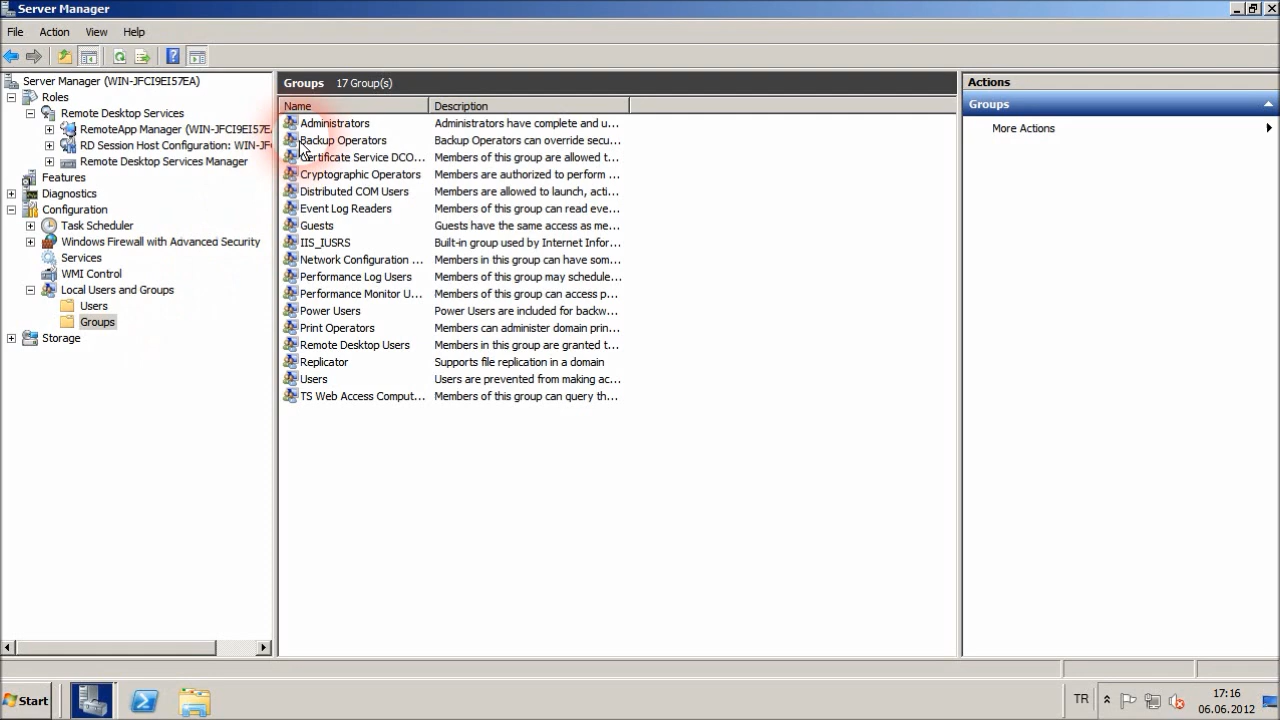 Server Manager
File Action View Help
Server Manager (WIN-JFCI9EI57EA)
Roles
Remote Desktop Services
RemoteApp Manager (WIN-JFCI9EI57E
RD Session Host Configuration: WIN-JF
Remote Desktop Services Manager
Features
Diagnostics
Configuration
Task Scheduler
Windows Firewall with Advanced Security
Services
WMI Control
Local Users and Groups
Users
Groups
Storage
Groups 17 Group(s)
Name Description
Administrators Administrators have complete and u...
Backup Operators Backup Operators can override secu...
Certificate Service DCO... Members of this group are allowed t...
Cryptographic Operators Members are authorized to perform ...
Distributed COM Users Members are allowed to launch, acti...
Event Log Readers Members of this group can read eve...
Guests Guests have the same access as me...
IIS_IUSRS Built-in group used by Internet Infor...
Network Configuration ... Members in this group can have som...
Performance Log Users Members of this group may schedule...
Performance Monitor U... Members of this group can access p...
Power Users Power Users are included for backw...
Print Operators Members can administer domain prin...
Remote Desktop Users Members in this group are granted t...
Replicator Supports file replication in a domain
Users Users are prevented from making ac...
TS Web Access Comput... Members of this group can query th...
Actions
Groups
More Actions
Start
TR
17:16
06.06.2012